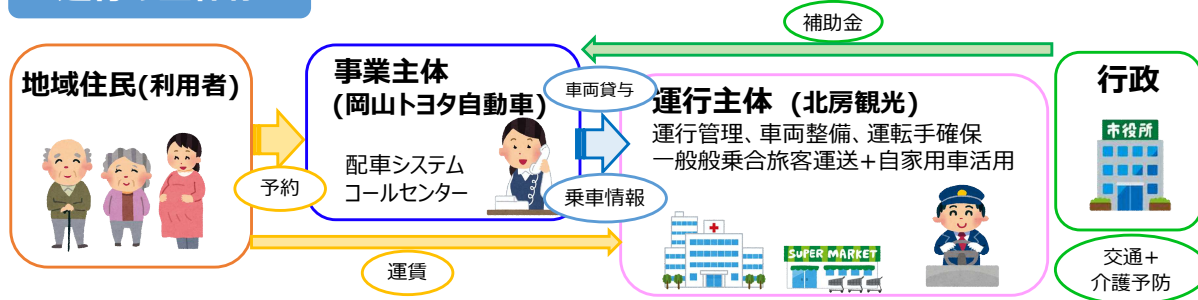 補助金
地域住民(利用者)
事業主体
(岡山トヨタ自動車)
配車システム
コールセンター
予約
車両貸与
乗車情報
運賃
運行主体 (北房観光)
運行管理、車両整備、運転手確保
一般般乗合旅客運送+自家用車活用
SUPER MARKET
行政
市役所
交通+
介護予防